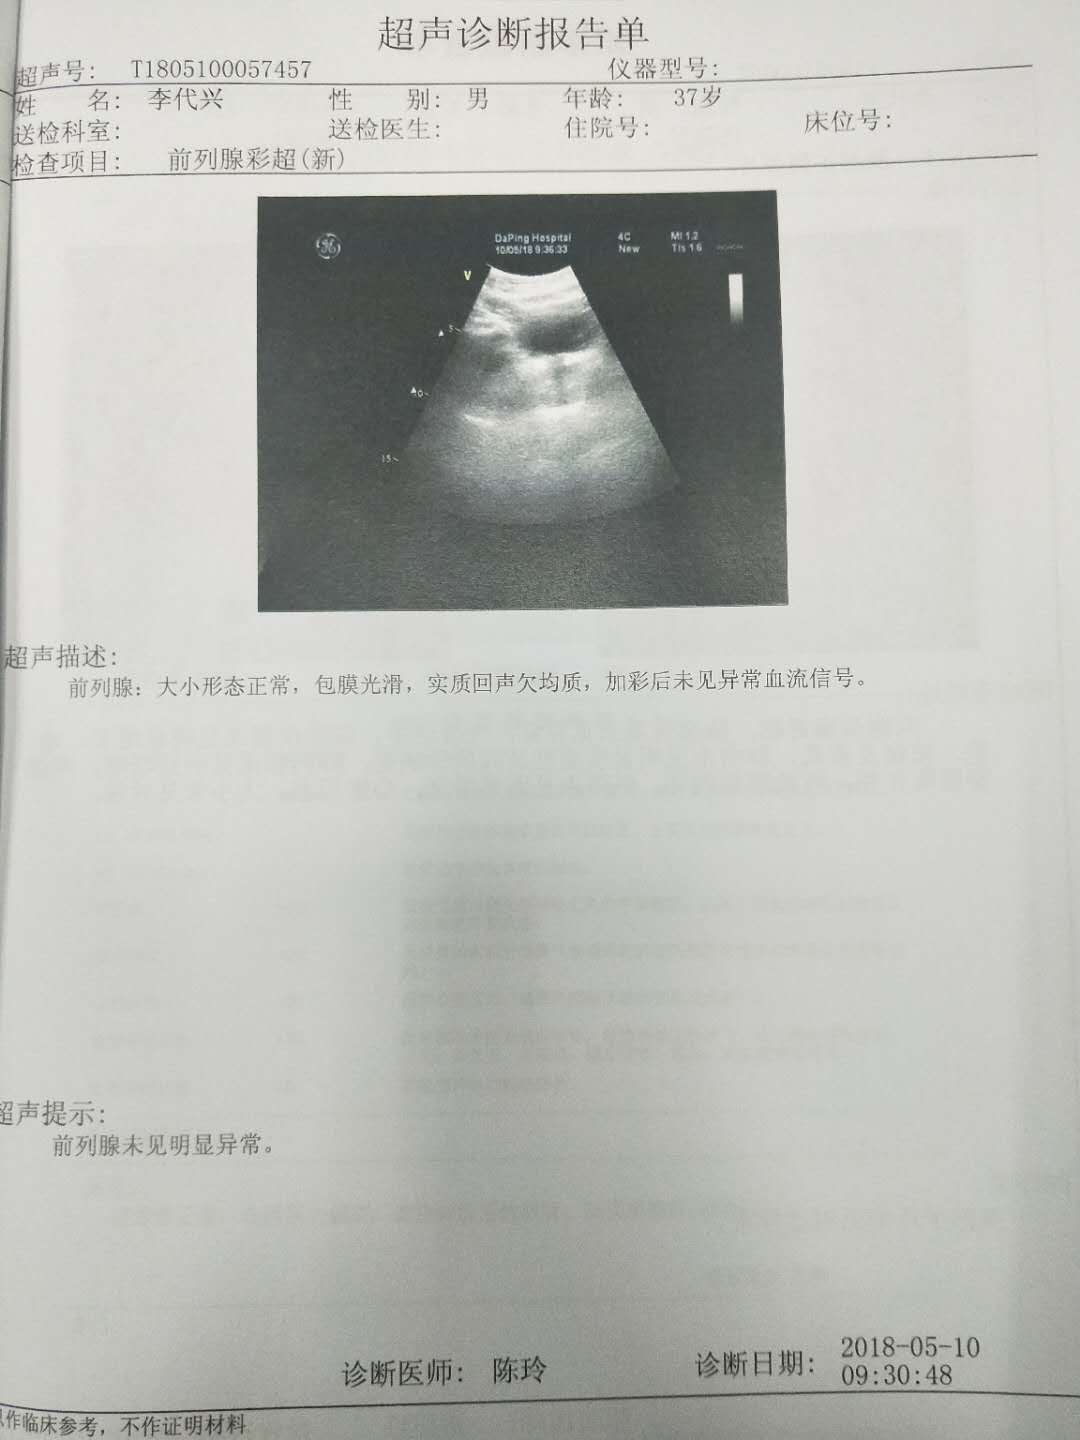 超声诊断报告单
超声号: T1805100057457 仪器型号:
姓 名: 李代兴 性 别: 男 年龄: 37岁
送检科室: 送检医生: 住院号: 床位号:
检查项目: 前列腺彩超(新)
DaPing Hospital 4C MI 1.2
10/05/18 9:36:33 New TIs 1.6
V
5
10
15
超声描述:
前列腺: 大小形态正常, 包膜光滑, 实质回声欠均质, 加彩后未见异常血流信号。
超声提示:
前列腺未见明显异常。
诊断医师: 陈玲 诊断日期: 2018-05-10
09:30:48
作临床参考, 不作证明材料